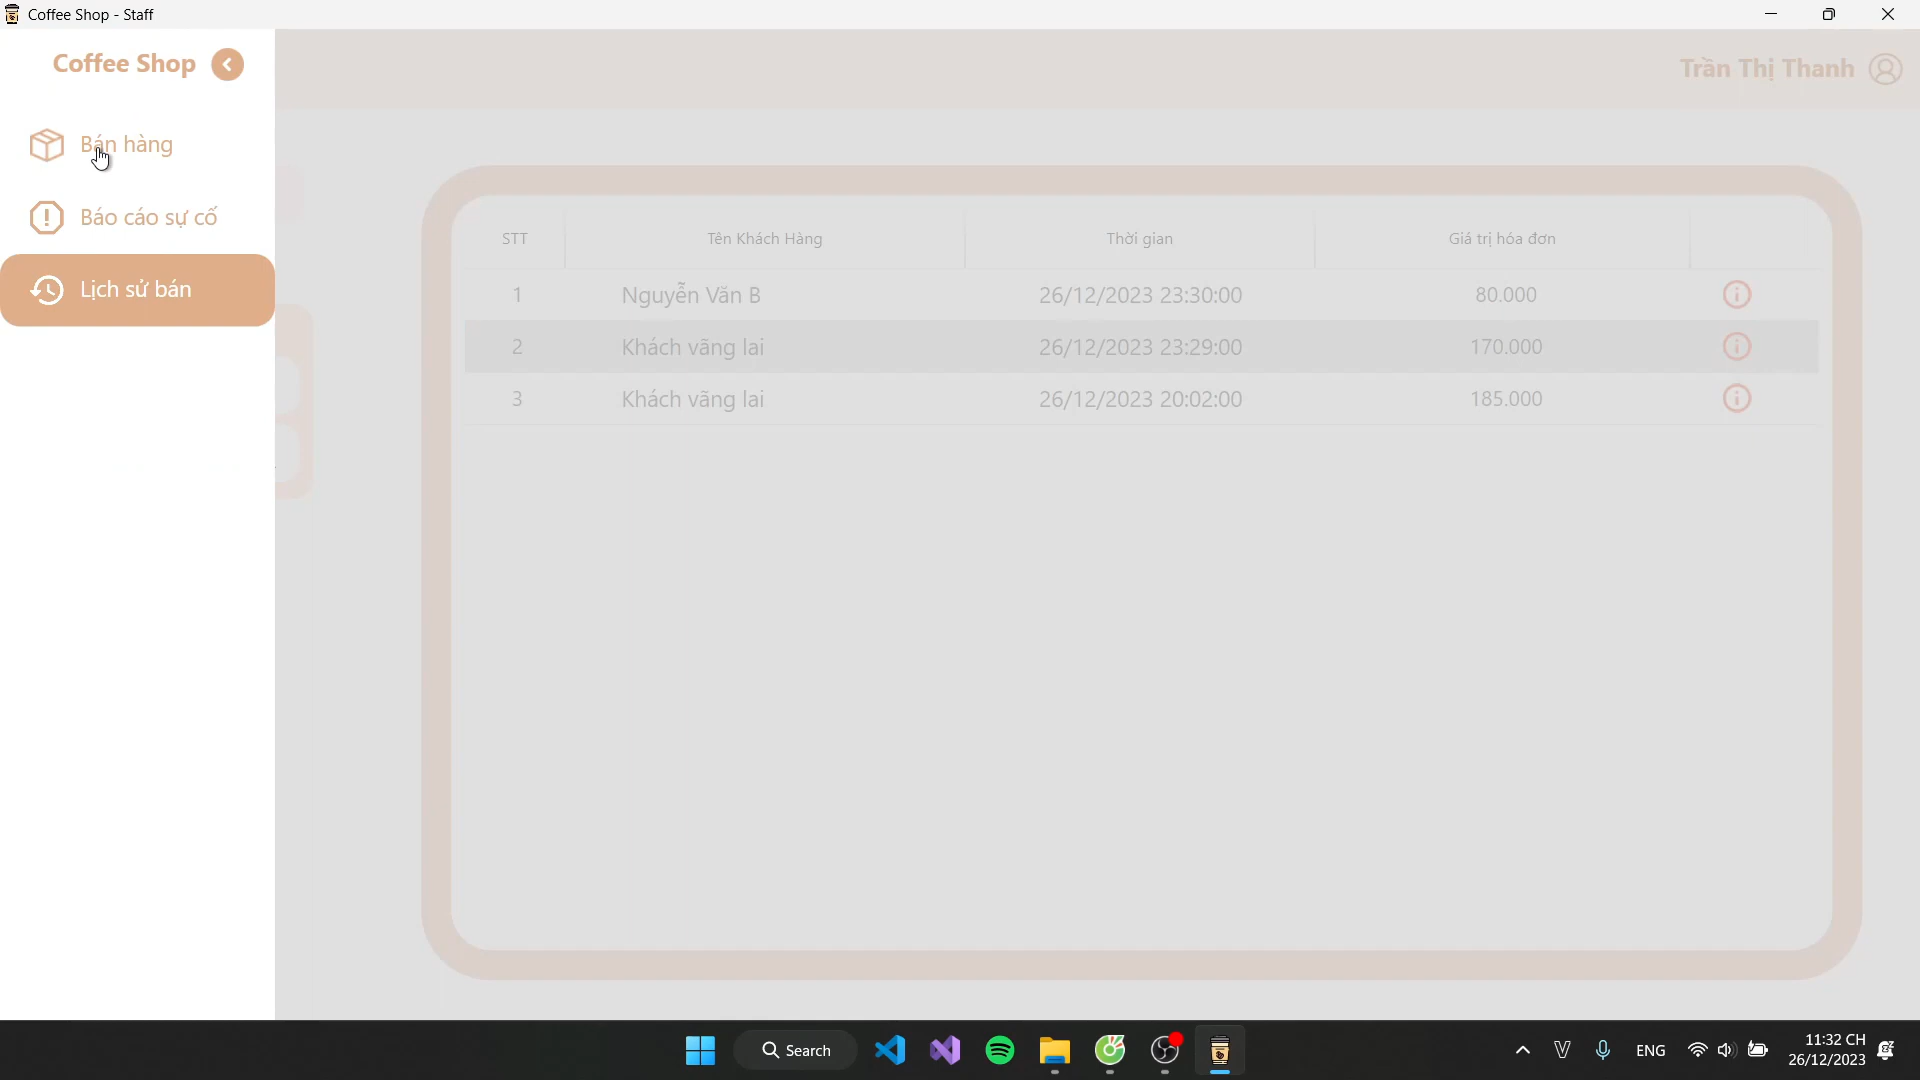 Coffee Shop - Staff
Coffee Shop
Trần Thị Thanh
Bán hàng
Báo cáo sự cố
Lịch sử bán
STT Tên Khách Hàng Thời gian Giá trị hóa đơn
1 Nguyễn Văn B 26/12/2023 23:30:00 80.000
2 Khách vãng lai 26/12/2023 23:29:00 170.000
3 Khách vãng lai 26/12/2023 20:02:00 185.000
Search
ENG
11:32 CH
26/12/2023